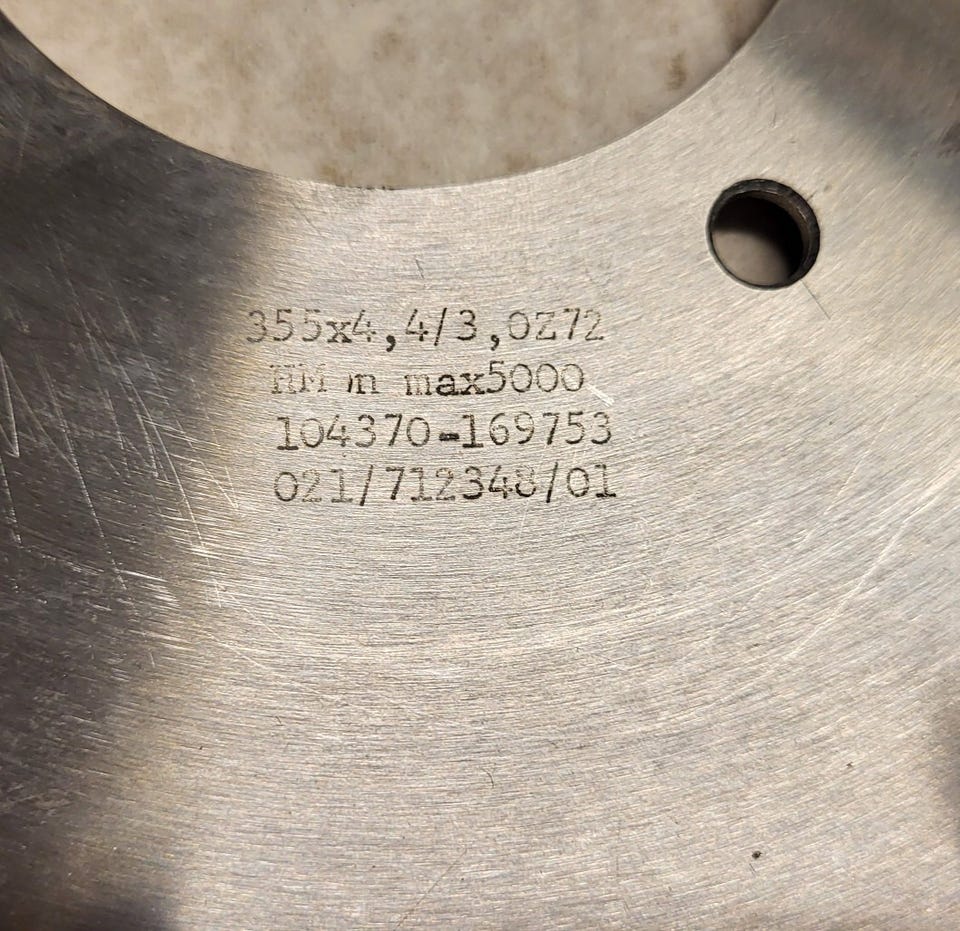 355x4,4/3,0Z72
HM n max5000
104370-169753
021/712348/01